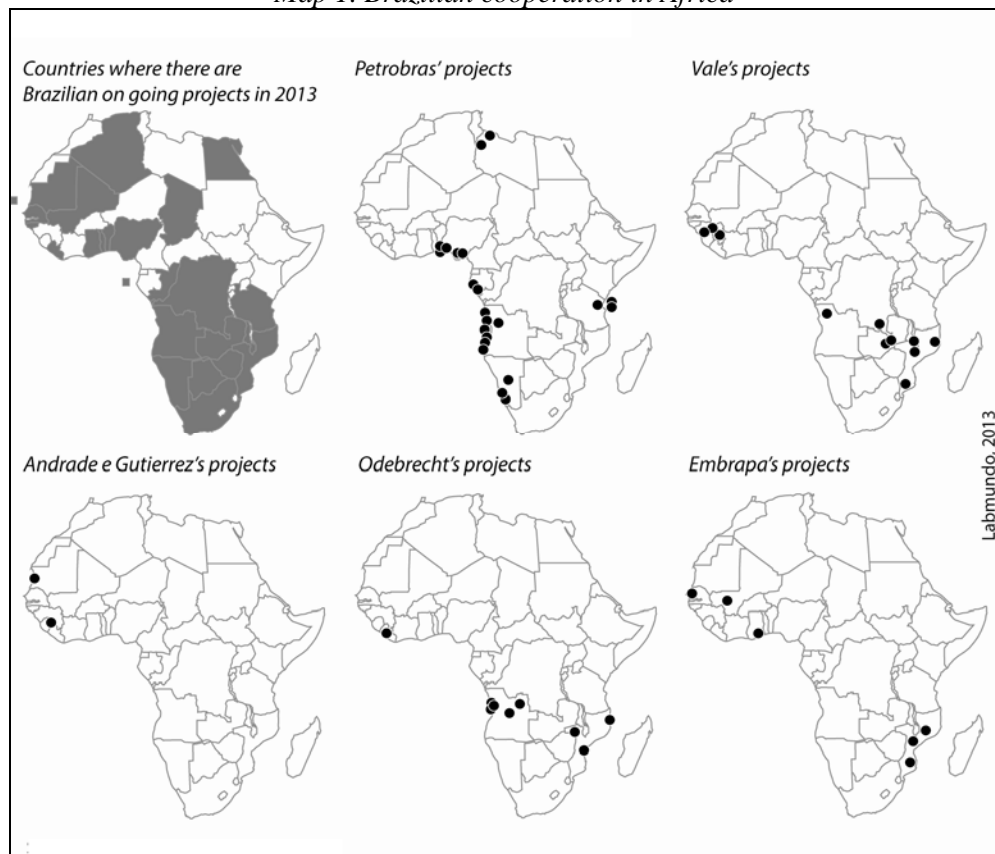 Map 1: Brazilian cooperation in Africa
Countries where there are
Brazilian on going projects in 2013
Petrobras' projects
Vale's projects
Andrade e Gutierrez's projects
Odebrecht's projects
Embrapa's projects
Labmundo, 2013